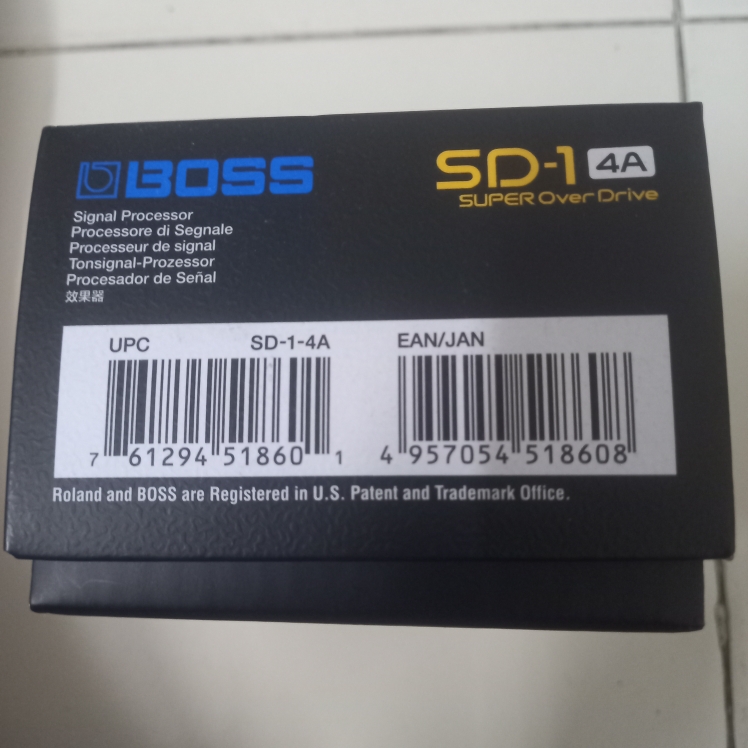 BOSS
SD-1 4A
SUPER Over Drive
Signal Processor
Processore di Segnale
Processeur de signal
Tonsignal-Prozessor
Procesador de Señal
效果器
UPC SD-1-4A
7 61294 51860 1
EAN/JAN
4 957054 518608
Roland and BOSS are Registered in U.S. Patent and Trademark Office.